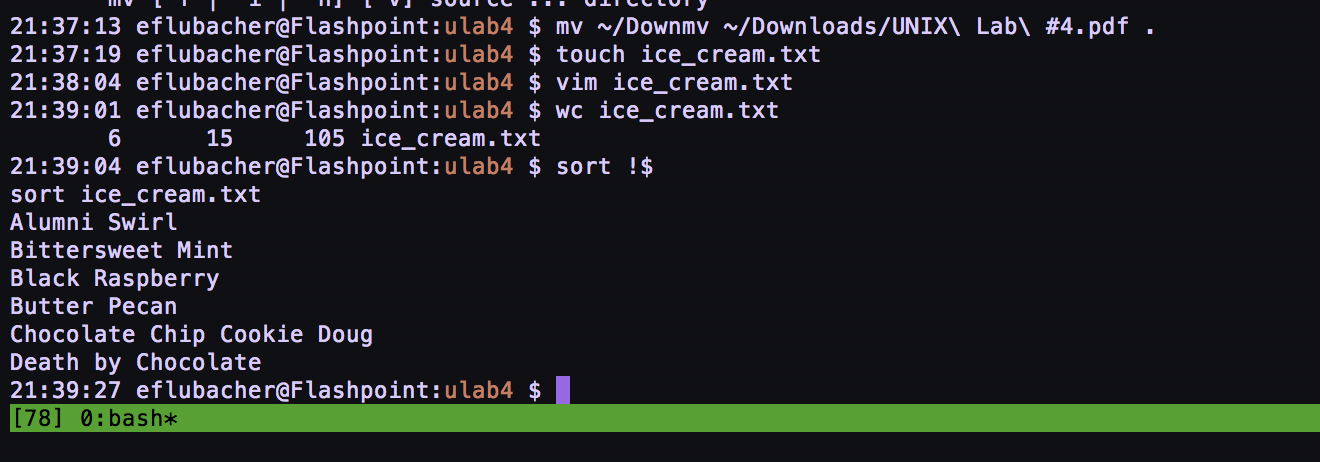 mv [-f | -i | -n] [-v] source ... directory
21:37:13 eflubacher@Flashpoint:ulab4 $ mv ~/Downmv ~/Downloads/UNIX\ Lab\ #4.pdf .
21:37:19 eflubacher@Flashpoint:ulab4 $ touch ice_cream.txt
21:38:04 eflubacher@Flashpoint:ulab4 $ vim ice_cream.txt
21:39:01 eflubacher@Flashpoint:ulab4 $ wc ice_cream.txt
6 15 105 ice_cream.txt
21:39:04 eflubacher@Flashpoint:ulab4 $ sort !$
sort ice_cream.txt
Alumni Swirl
Bittersweet Mint
Black Raspberry
Butter Pecan
Chocolate Chip Cookie Doug
Death by Chocolate
21:39:27 eflubacher@Flashpoint:ulab4 $
[78] 0:bash*